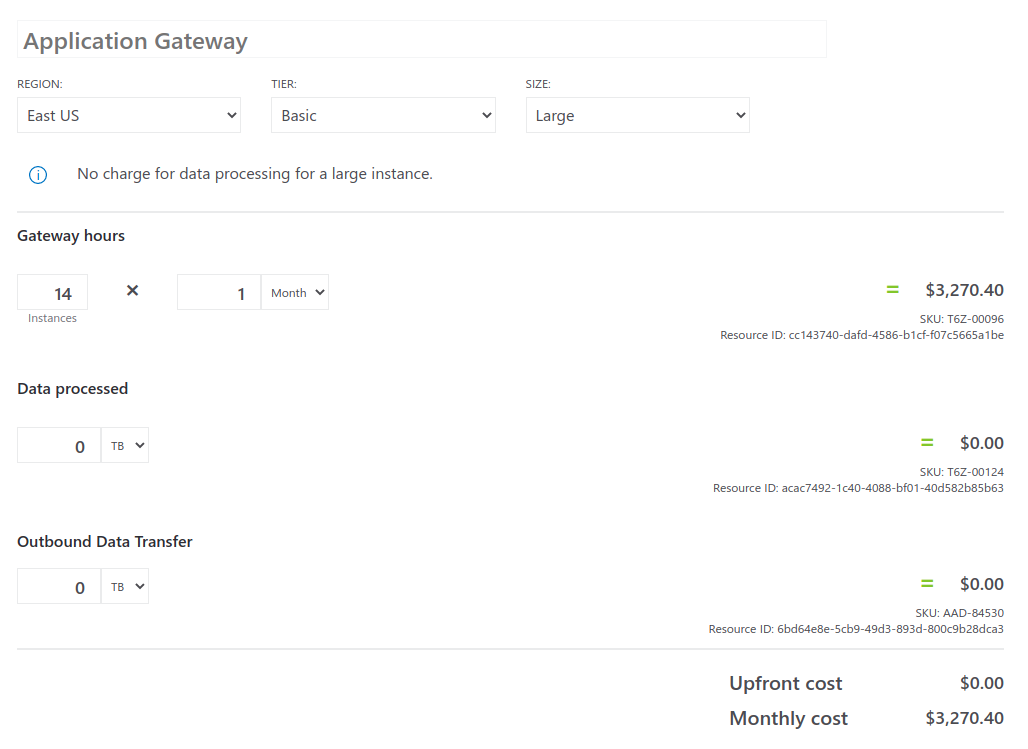 Application Gateway
REGION: TIER: SIZE:
East US Basic Large
No charge for data processing for a large instance.
Gateway hours
14 × 1 Month = $3,270.40
Instances
SKU: T6Z-00096
Resource ID: cc143740-dafd-4586-b1cf-f07c5665a1be
Data processed
0 TB = $0.00
SKU: T6Z-00124
Resource ID: acac7492-1c40-4088-bf01-40d582b85b63
Outbound Data Transfer
0 TB = $0.00
SKU: AAD-84530
Resource ID: 6bd64e8e-5cb9-49d3-893d-800c9b28dca3
Upfront cost $0.00
Monthly cost $3,270.40